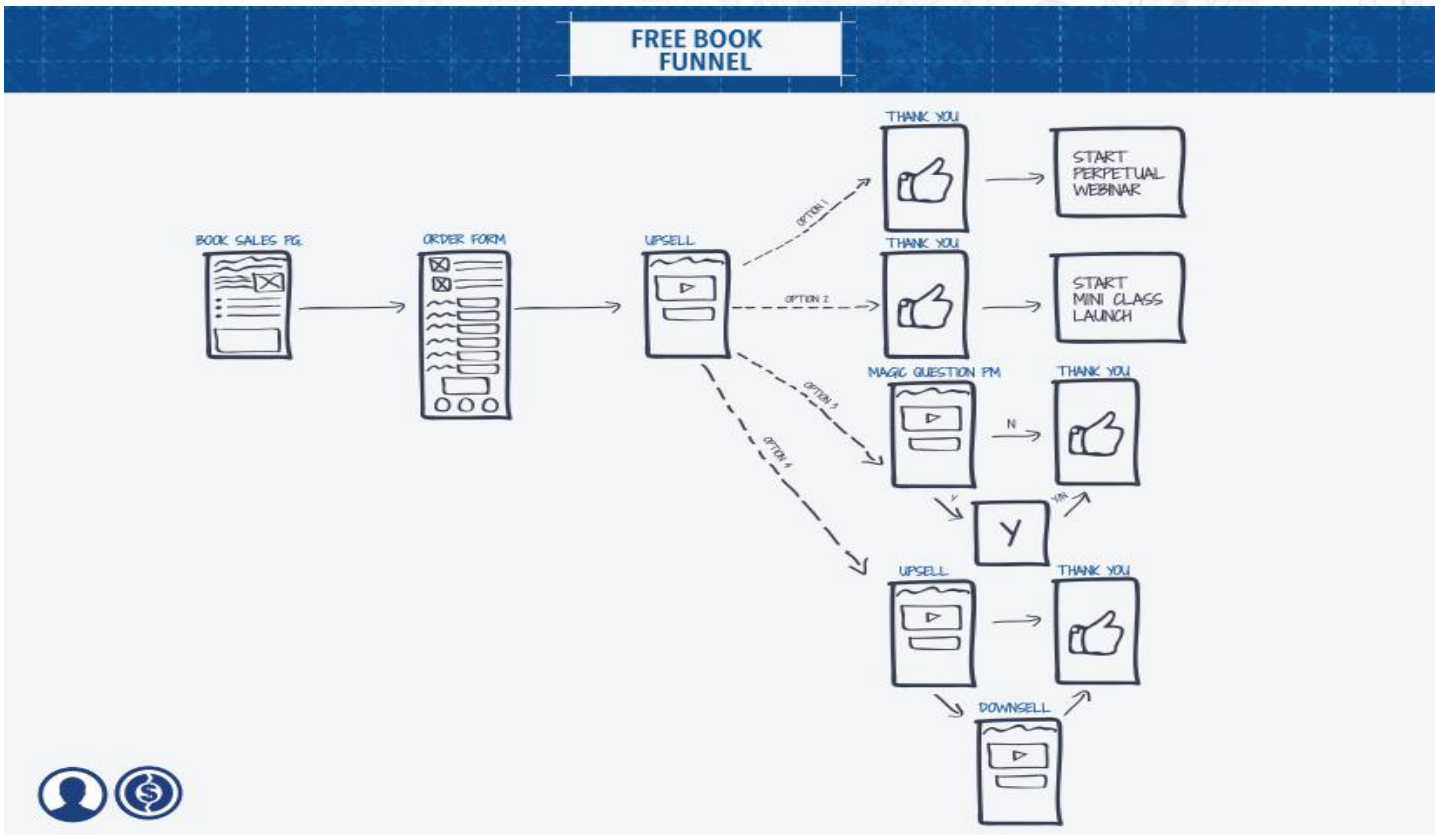 FREE BOOK
FUNNEL
THANK YOU
START
PERPETUAL
WEBINAR
OPTION 1
BOOK SALES PG.
ORDER FORM
UPSELL
THANK YOU
OPTION 2
START
MINI CLASS
LAUNCH
MAGIC QUESTION PM
THANK YOU
OPTION 3
N
OPTION 4
Y
Y/N
Y
UPSELL
THANK YOU
DOWNSELL
$